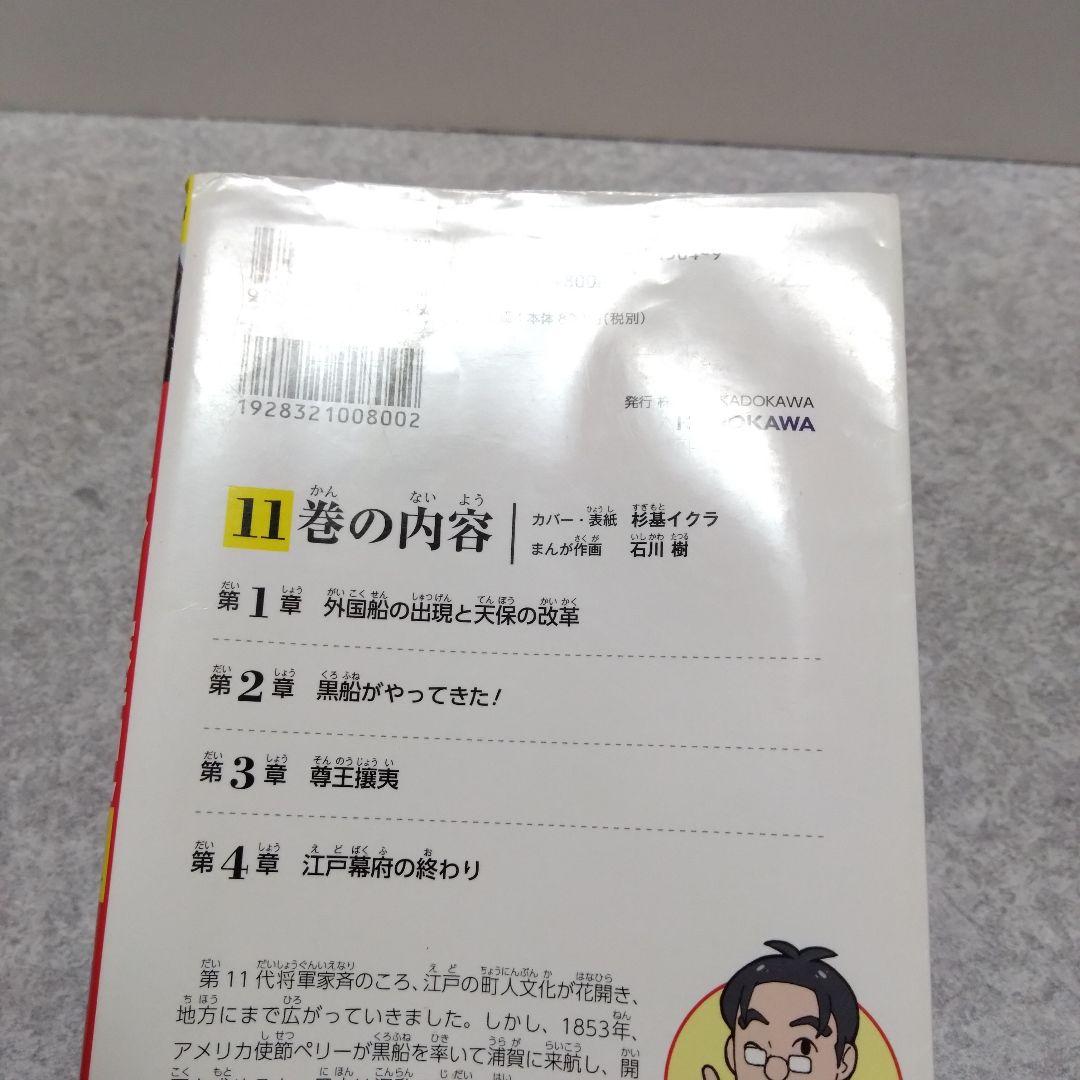 1928321008002
（税別）
発行
KADOKAWA
11巻の内容
カバー・表紙 杉基イクラ
まんが作画 石川 樹
第1章 外国船の出現と天保の改革
第2章 黒船がやってきた!
第3章 尊王攘夷
第4章 江戸幕府の終わり
第11代将軍家斉のころ、江戸の町人文化が花開き、
地方にまで広がっていきました。しかし、1853年、
アメリカ使節ペリーが黒船を率いて浦賀に来航し、開